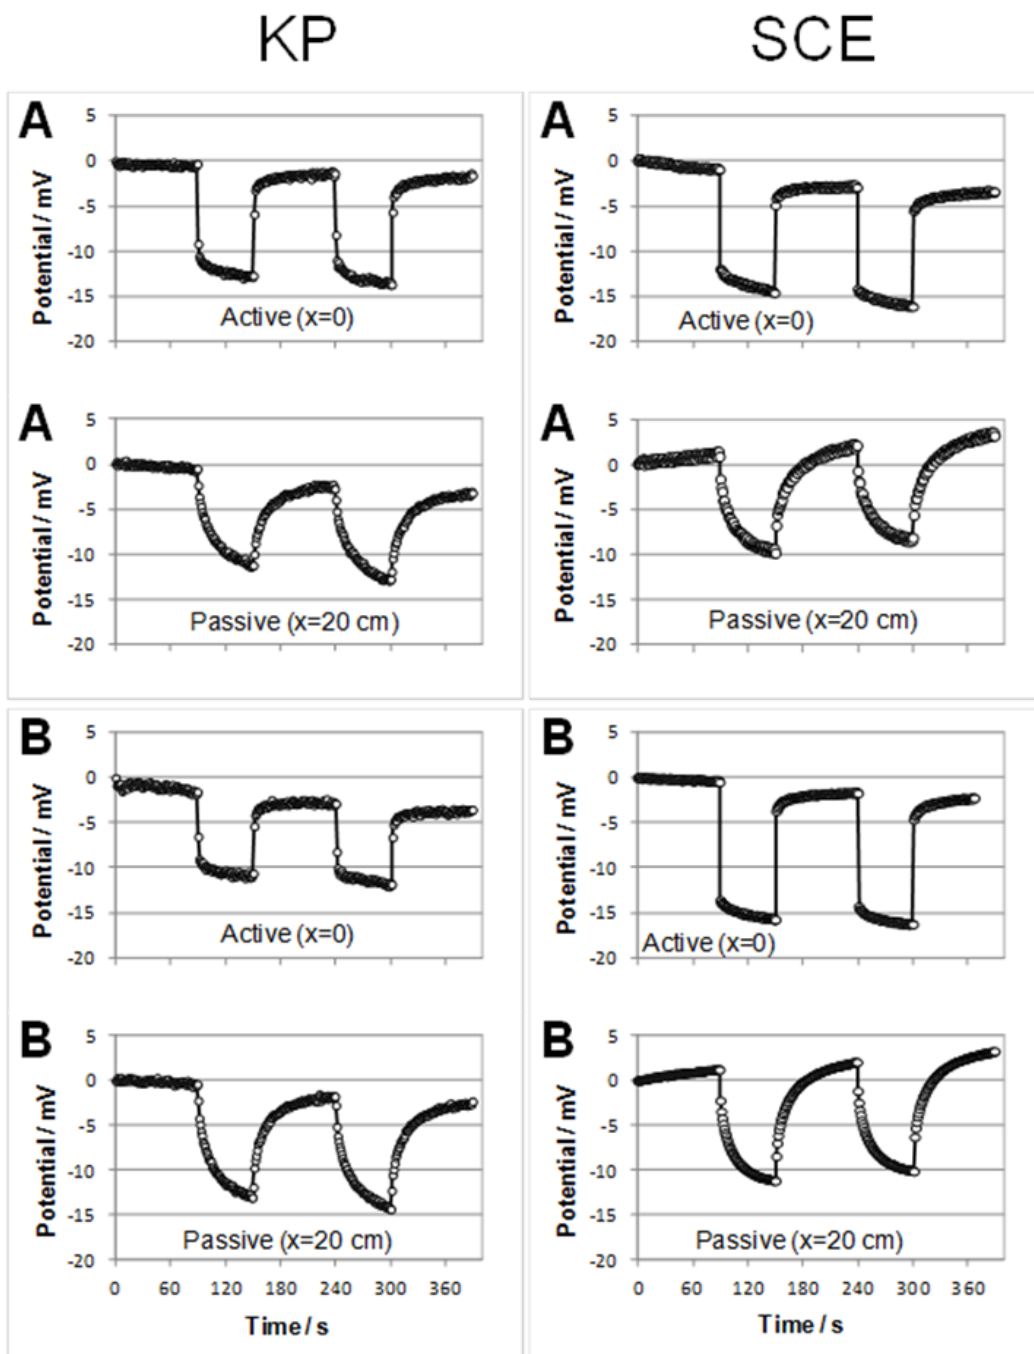 KP
SCE
A
5
0
-5
-10
-15
-20
Potential / mV
Active (x=0)
A
5
0
-5
-10
-15
-20
Potential / mV
Active (x=0)
A
5
0
-5
-10
-15
-20
Potential / mV
Passive (x=20 cm)
A
5
0
-5
-10
-15
-20
Potential / mV
Passive (x=20 cm)
B
5
0
-5
-10
-15
-20
Potential / mV
Active (x=0)
B
5
0
-5
-10
-15
-20
Potential / mV
Active (x=0)
B
5
0
-5
-10
-15
-20
Potential / mV
Passive (x=20 cm)
0 60 120 180 240 300 360
Time / s
B
5
0
-5
-10
-15
-20
Potential / mV
Passive (x=20 cm)
0 60 120 180 240 300 360
Time / s